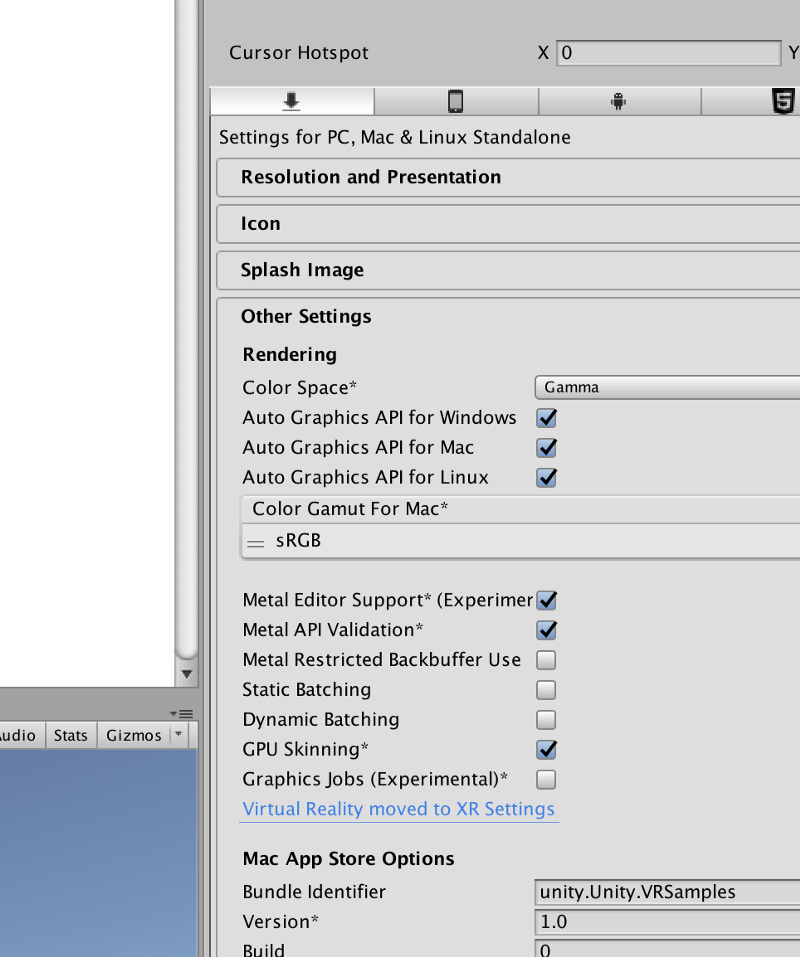 Cursor Hotspot X 0 Y
Settings for PC, Mac & Linux Standalone
Resolution and Presentation
Icon
Splash Image
Other Settings
Rendering
Color Space* Gamma
Auto Graphics API for Windows
Auto Graphics API for Mac
Auto Graphics API for Linux
Color Gamut For Mac*
sRGB
Metal Editor Support* (Experimen
Metal API Validation*
Metal Restricted Backbuffer Use
Static Batching
Dynamic Batching
GPU Skinning*
Graphics Jobs (Experimental)*
Virtual Reality moved to XR Settings
Mac App Store Options
Bundle Identifier unity.Unity.VRSamples
Version* 1.0
Build 0
udio Stats Gizmos